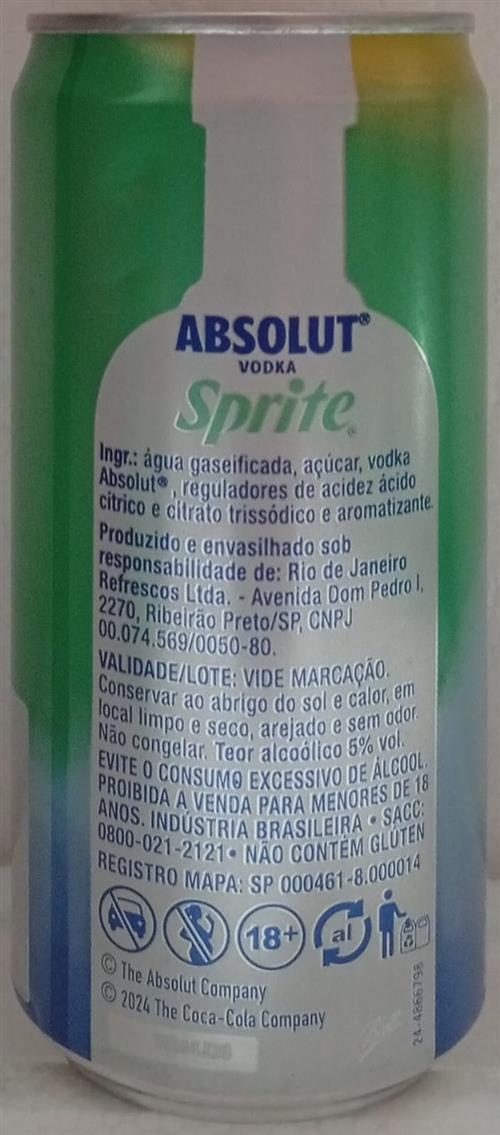 ABSOLUT®
VODKA
Sprite®
Ingr.: água gaseificada, açúcar, vodka
Absolut®, reguladores de acidez ácido
cítrico e citrato trissódico e aromatizante.
Produzido e envasilhado sob
responsabilidade de: Rio de Janeiro
Refrescos Ltda. - Avenida Dom Pedro I,
2270, Ribeirão Preto/SP, CNPJ
00.074.569/0050-80.
VALIDADE/LOTE: VIDE MARCAÇÃO.
Conservar ao abrigo do sol e calor, em
local limpo e seco, arejado e sem odor.
Não congelar. Teor alcoólico 5% vol.
EVITE O CONSUMO EXCESSIVO DE ÁLCOOL.
PROIBIDA A VENDA PARA MENORES DE 18
ANOS. INDÚSTRIA BRASILEIRA • SACC:
0800-021-2121 • NÃO CONTÉM GLÚTEN
REGISTRO MAPA: SP 000461-8.000014
18+
al
© The Absolut Company
© 2024 The Coca-Cola Company
24-4866798